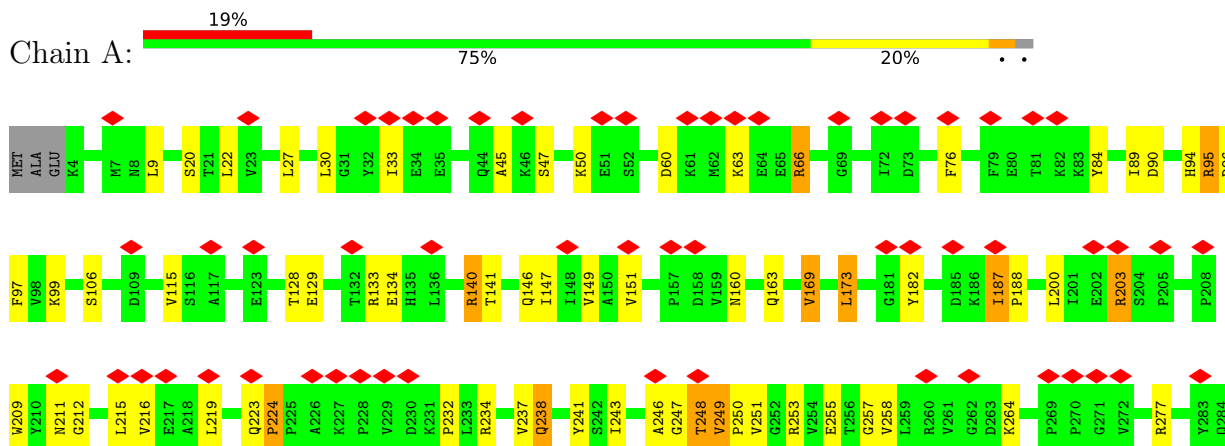 19%
Chain A:
75% 20% • •
MET ALA GLU K4 M7 N8 L9 S20 T21 L22 V23 L27 L30 G31 Y32 I33 E34 E35 Q44 A45 K46 S47 K50 E51 S52 D60 K61 M62 K63 E64 E65 R66 G69 I72 D73 F76 F79 E80 T81 K82 K83 Y84 I89 D90 H94 R95
F97 V98 K99 S106 D109 V115 S116 A117 E123 T128 E129 T132 R133 E134 H135 L136 R140 T141 Q146 I147 I148 V149 A150 V151 P157 D158 V159 N160 Q163 V169 L173 G181 Y182 D185 K186 I187 P188 L200 I201 E202 R203 S204 P205 P208
W209 Y210 N211 G212 L215 V216 E217 A218 L219 Q223 P224 P225 A226 K227 P228 V229 D230 K231 P232 L233 R234 V237 Q238 Y241 S242 I243 A246 G247 T248 V249 P250 V251 G252 R253 V254 E255 T256 G257 V258 L259 R260 V261 G262 D263 K264 P269 P270 G271 V272 R277 Y283 Q284